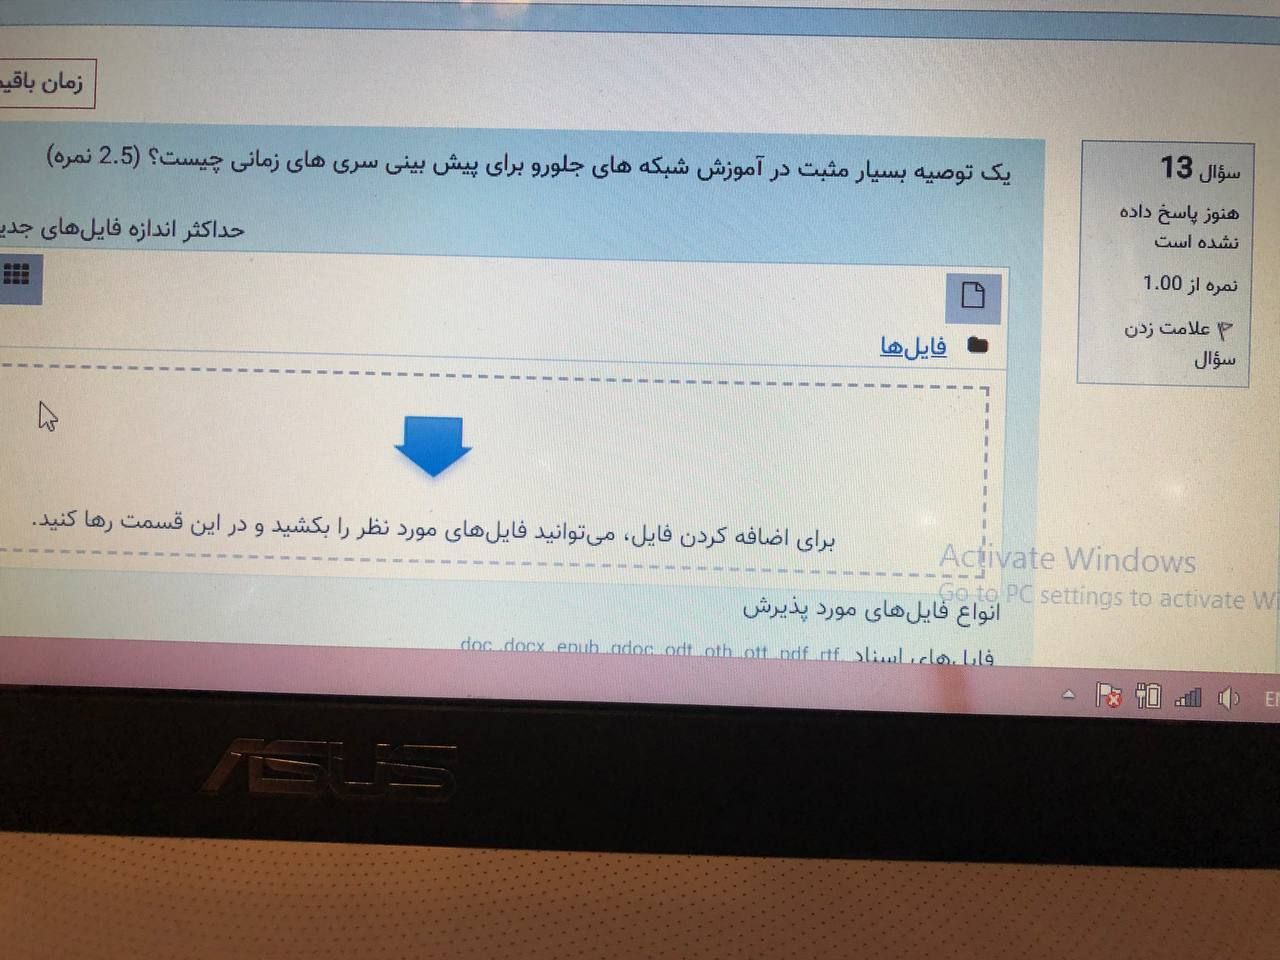 زمان
سؤال 13
هنوز پاسخ داده
نشده است
نمره از 1.00
علامت زدن
سؤال
یک توصیه بسیار مثبت در آموزش شبکه های جلورو برای پیش بینی سری های زمانی چیست؟ (2.5 نمره)
حداکثر اندازه فایل‌های
فایل‌ها
برای اضافه کردن فایل، می‌توانید فایل‌های مورد نظر را بکشید و در این قسمت رها کنید.
Activate Windows
Go to PC settings to activate
انواع فایل‌های مورد پذیرش
فایل‌های اسناد .doc .docx .epub .gdoc .odt .oth .ott .pdf .rtf
ASUS